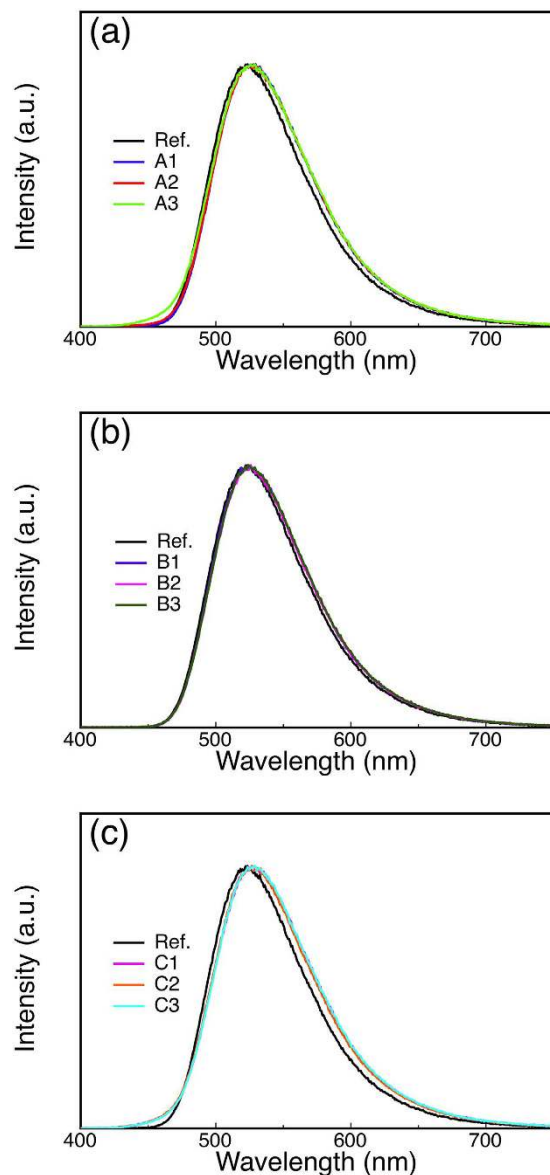 (a)
Intensity (a.u.)
Ref.
A1
A2
A3
400 500 600 700
Wavelength (nm)
(b)
Intensity (a.u.)
Ref.
B1
B2
B3
400 500 600 700
Wavelength (nm)
(c)
Intensity (a.u.)
Ref.
C1
C2
C3
400 500 600 700
Wavelength (nm)